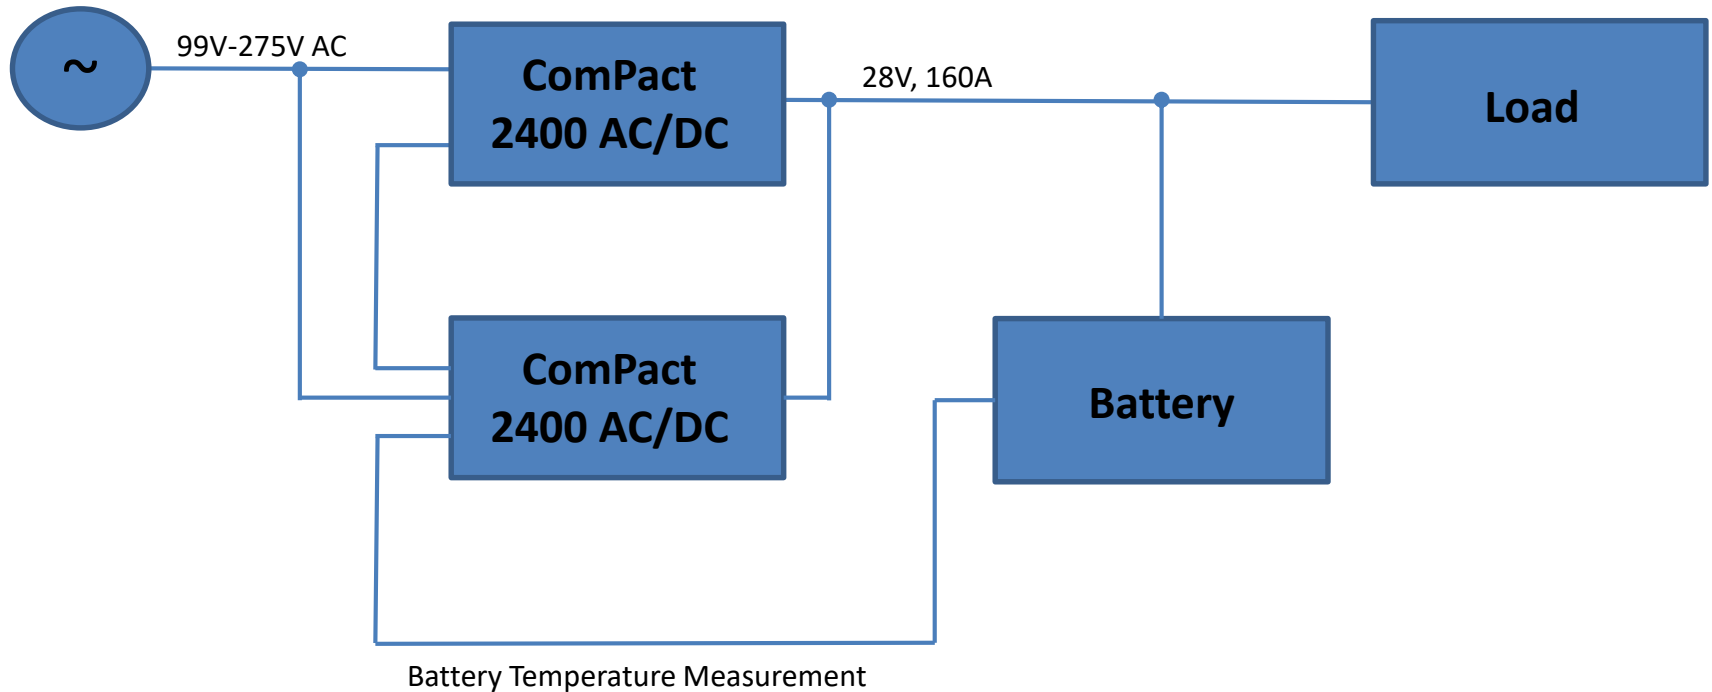 ~
99V-275V AC
ComPact
2400 AC/DC
28V, 160A
Load
ComPact
2400 AC/DC
Battery
Battery Temperature Measurement